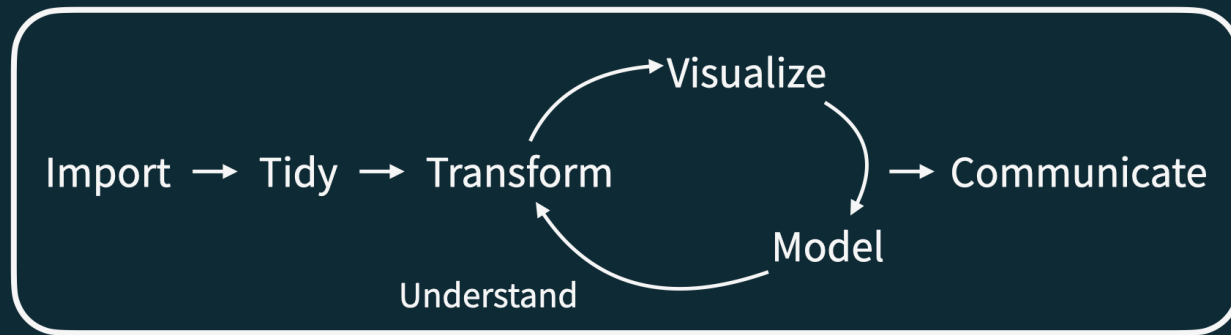 Import
Tidy
Transform
Visualize
Model
Understand
Communicate